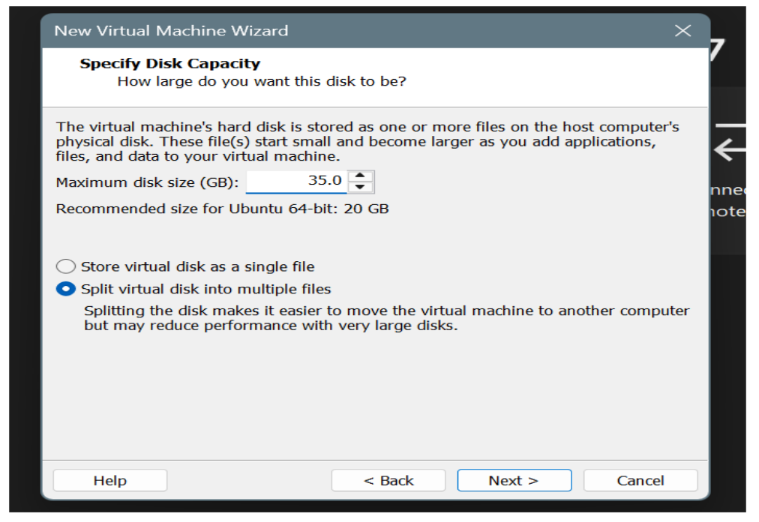 New Virtual Machine Wizard
Specify Disk Capacity
How large do you want this disk to be?
The virtual machine's hard disk is stored as one or more files on the host computer's
physical disk. These file(s) start small and become larger as you add applications,
files, and data to your virtual machine.
Maximum disk size (GB): 35.0
Recommended size for Ubuntu 64-bit: 20 GB
Store virtual disk as a single file
Split virtual disk into multiple files
Splitting the disk makes it easier to move the virtual machine to another computer
but may reduce performance with very large disks.
Help < Back Next > Cancel